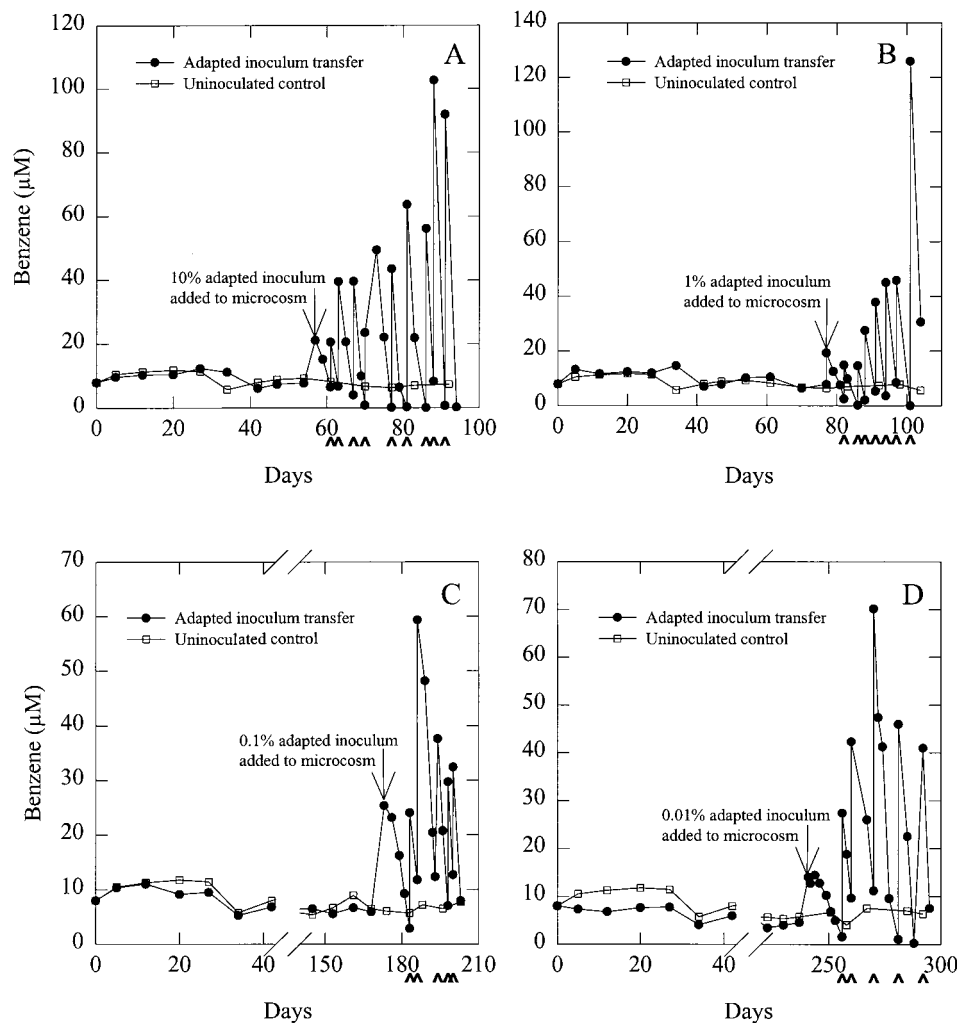 A
Adapted inoculum transfer
Uninoculated control
10% adapted inoculum
added to microcosm
Benzene (µM)
120
100
80
60
40
20
0
0 20 40 60 80 100
^^ ^ ^ ^ ^ ^^ ^
Days
B
Adapted inoculum transfer
Uninoculated control
1% adapted inoculum
added to microcosm
140
120
100
80
60
40
20
0
0 20 40 60 80 100
^ ^^^^^^ ^
Days
C
Adapted inoculum transfer
Uninoculated control
0.1% adapted inoculum
added to microcosm
Benzene (µM)
70
60
50
40
30
20
10
0
0 20 40 150 180 210
^^ ^ ^^
Days
D
Adapted inoculum transfer
Uninoculated control
0.01% adapted inoculum
added to microcosm
80
70
60
50
40
30
20
10
0
0 20 40 250 300
^^ ^ ^ ^
Days